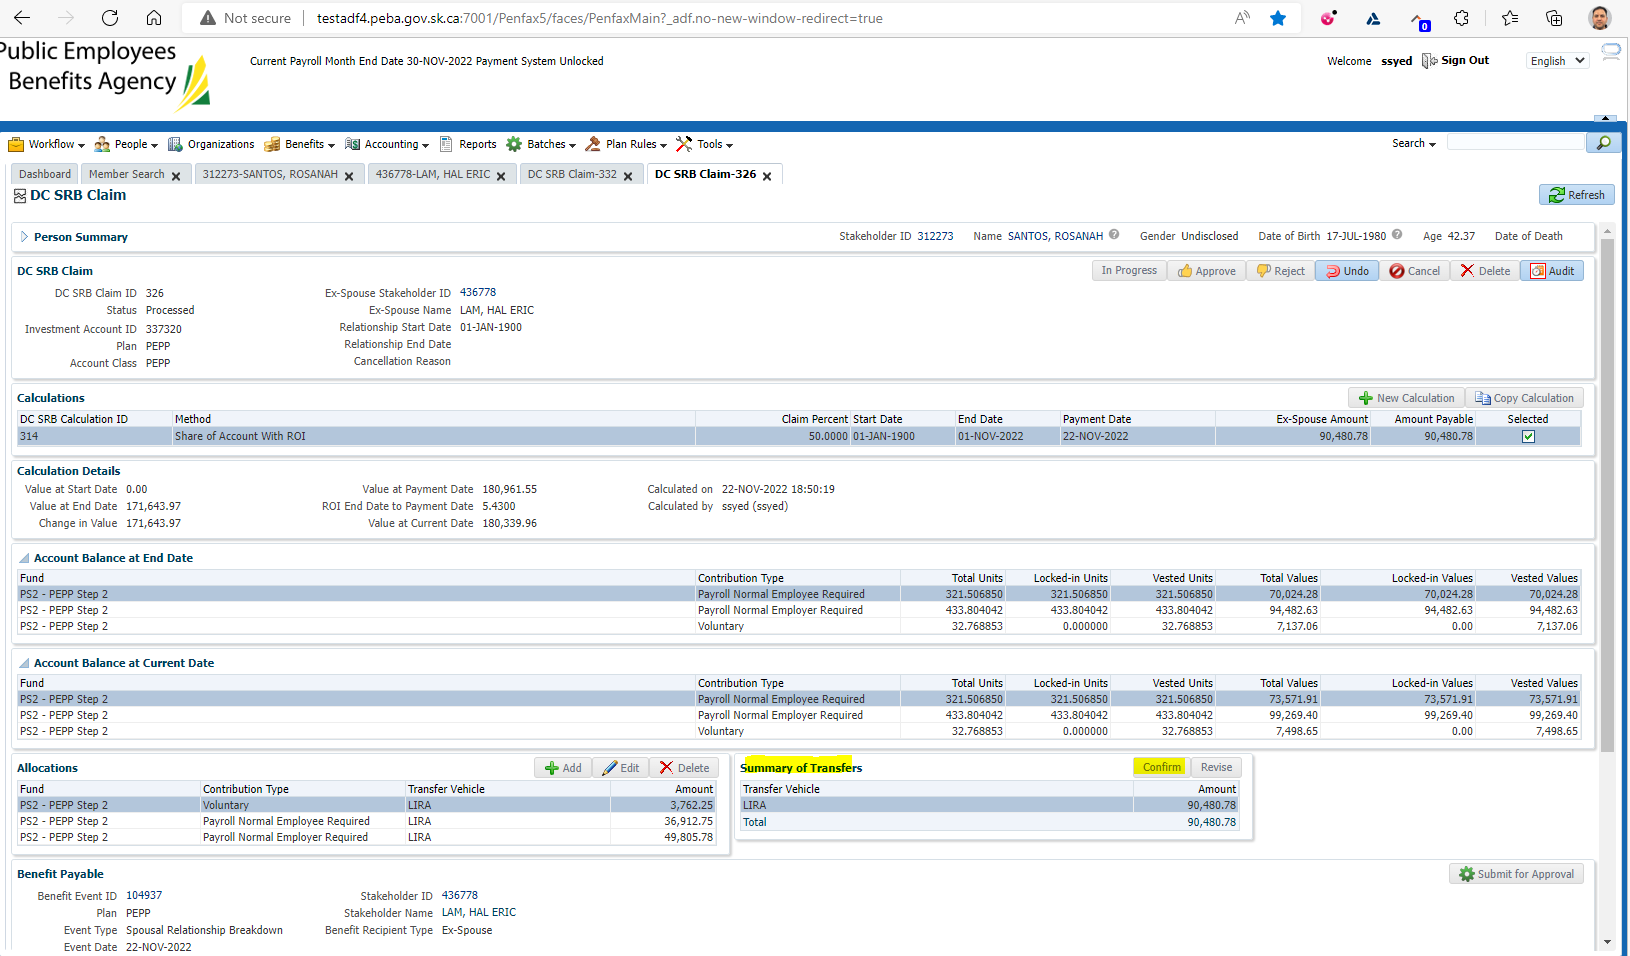 Not secure testadf4.peba.gov.sk.ca:7001/Penfax5/faces/PenfaxMain?_adf.no-new-window-redirect=true
0
Public Employees
Benefits Agency
Current Payroll Month End Date 30-NOV-2022 Payment System Unlocked
Welcome ssyed Sign Out English
Workflow People Organizations Benefits Accounting Reports Batches Plan Rules Tools Search
Dashboard Member Search 312273-SANTOS, ROSANAH 436778-LAM, HAL ERIC DC SRB Claim-332 DC SRB Claim-326
DC SRB Claim Refresh
Person Summary Stakeholder ID 312273 Name SANTOS, ROSANAH Gender Undisclosed Date of Birth 17-JUL-1980 Age 42.37 Date of Death
DC SRB Claim In Progress Approve Reject Undo Cancel Delete Audit
DC SRB Claim ID 326 Ex-Spouse Stakeholder ID 436778
Status Processed Ex-Spouse Name LAM, HAL ERIC
Investment Account ID 337320 Relationship Start Date 01-JAN-1900
Plan PEPP Relationship End Date
Account Class PEPP Cancellation Reason
Calculations New Calculation Copy Calculation
DC SRB Calculation ID Method Claim Percent Start Date End Date Payment Date Ex-Spouse Amount Amount Payable Selected
314 Share of Account With ROI 50.0000 01-JAN-1900 01-NOV-2022 22-NOV-2022 90,480.78 90,480.78
Calculation Details
Value at Start Date 0.00 Value at Payment Date 180,961.55 Calculated on 22-NOV-2022 18:50:19
Value at End Date 171,643.97 ROI End Date to Payment Date 5.4300 Calculated by ssyed (ssyed)
Change in Value 171,643.97 Value at Current Date 180,339.96
Account Balance at End Date
Fund Contribution Type Total Units Locked-in Units Vested Units Total Values Locked-in Values Vested Values
PS2 - PEPP Step 2 Payroll Normal Employee Required 321.506850 321.506850 321.506850 70,024.28 70,024.28 70,024.28
PS2 - PEPP Step 2 Payroll Normal Employer Required 433.804042 433.804042 433.804042 94,482.63 94,482.63 94,482.63
PS2 - PEPP Step 2 Voluntary 32.768853 0.000000 32.768853 7,137.06 0.00 7,137.06
Account Balance at Current Date
Fund Contribution Type Total Units Locked-in Units Vested Units Total Values Locked-in Values Vested Values
PS2 - PEPP Step 2 Payroll Normal Employee Required 321.506850 321.506850 321.506850 73,571.91 73,571.91 73,571.91
PS2 - PEPP Step 2 Payroll Normal Employer Required 433.804042 433.804042 433.804042 99,269.40 99,269.40 99,269.40
PS2 - PEPP Step 2 Voluntary 32.768853 0.000000 32.768853 7,498.65 0.00 7,498.65
Allocations Add Edit Delete Summary of Transfers Confirm Revise
Fund Contribution Type Transfer Vehicle Amount Transfer Vehicle Amount
PS2 - PEPP Step 2 Voluntary LIRA 3,762.25 LIRA 90,480.78
PS2 - PEPP Step 2 Payroll Normal Employee Required LIRA 36,912.75 Total 90,480.78
PS2 - PEPP Step 2 Payroll Normal Employer Required LIRA 49,805.78
Benefit Payable Submit for Approval
Benefit Event ID 104937 Stakeholder ID 436778
Plan PEPP Stakeholder Name LAM, HAL ERIC
Event Type Spousal Relationship Breakdown Benefit Recipient Type Ex-Spouse
Event Date 22-NOV-2022